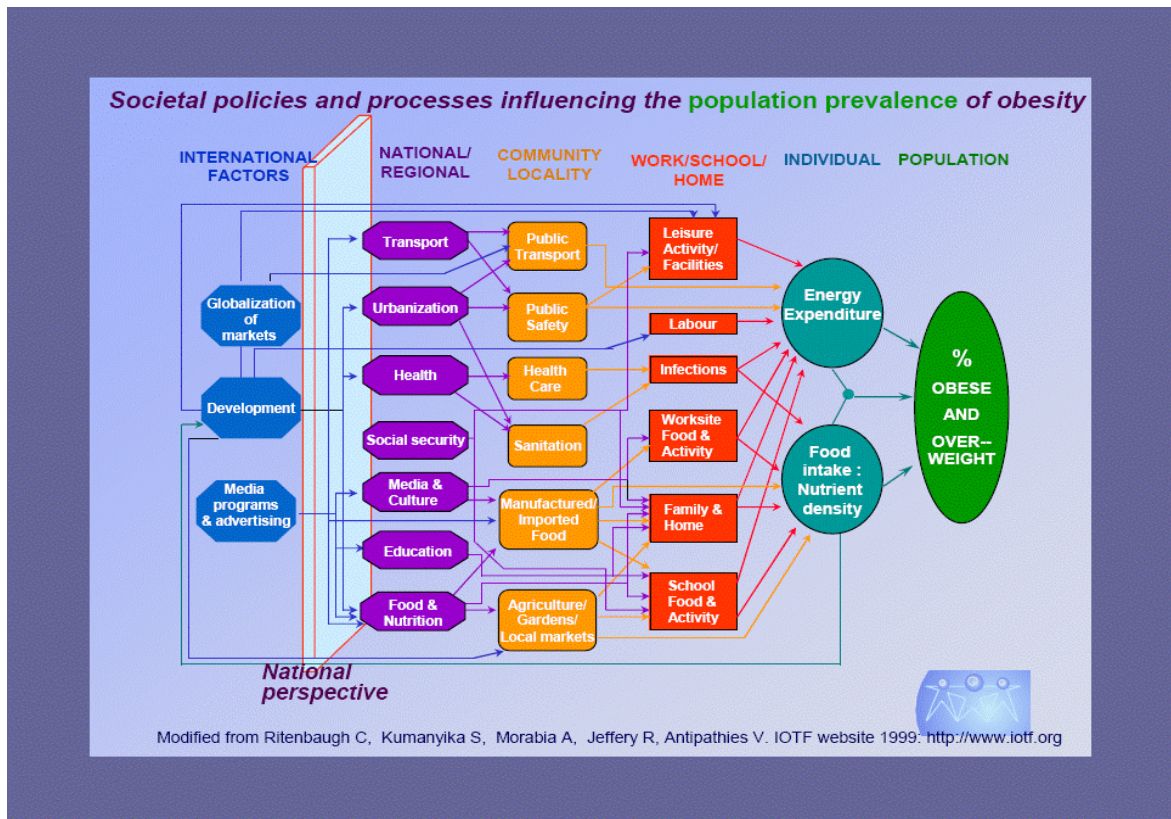 Societal policies and processes influencing the population prevalence of obesity
INTERNATIONAL
FACTORS
NATIONAL/
REGIONAL
COMMUNITY
LOCALITY
WORK/SCHOOL/
HOME
INDIVIDUAL
POPULATION
Globalization
of
markets
Development
Media
programs
& advertising
Transport
Urbanization
Health
Social security
Media &
Culture
Education
Food &
Nutrition
National
perspective
Public
Transport
Public
Safety
Health
Care
Sanitation
Manufactured/
Imported
Food
Agriculture/
Gardens/
Local markets
Leisure
Activity/
Facilities
Labour
Infections
Worksite
Food &
Activity
Family &
Home
School
Food &
Activity
Energy
Expenditure
Food
intake :
Nutrient
density
%
OBESE
AND
OVER--
WEIGHT
Modified from Ritenbaugh C, Kumanyika S, Morabia A, Jeffery R, Antipathies V. IOTF website 1999: http://www.iotf.org